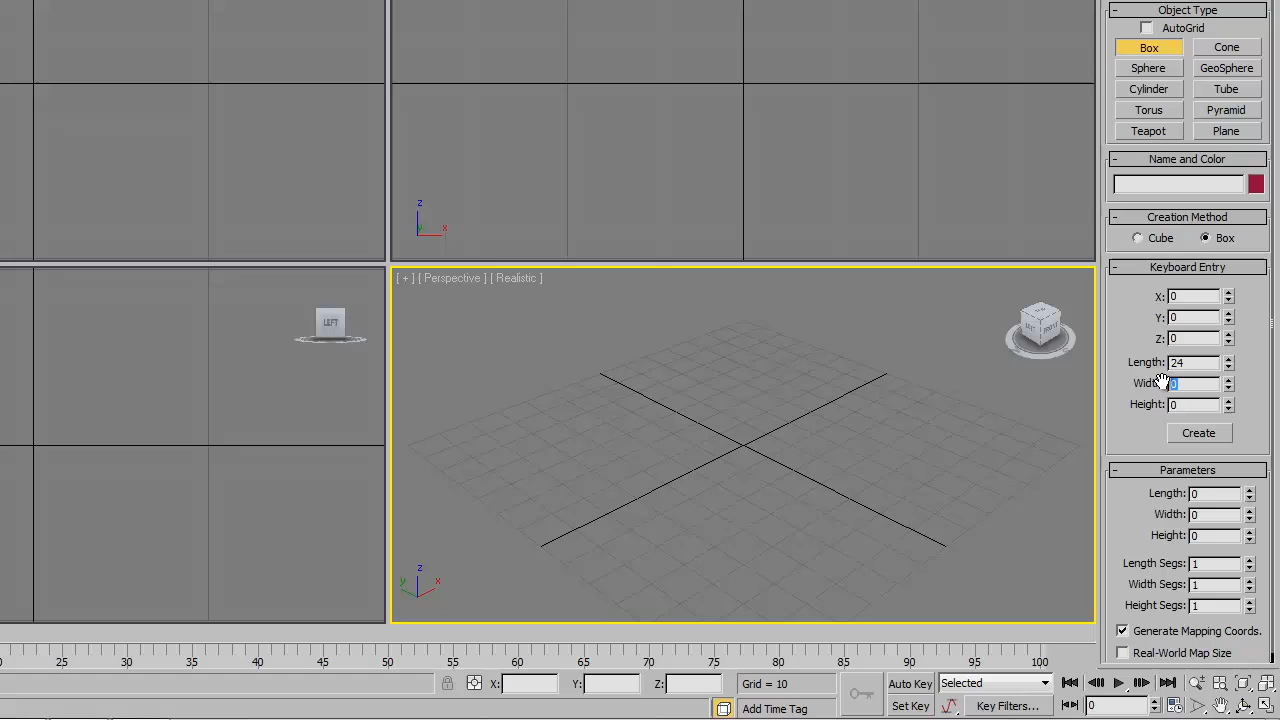 - Object Type
AutoGrid
Box Cone
Sphere GeoSphere
Cylinder Tube
Torus Pyramid
Teapot Plane
- Name and Color
- Creation Method
Cube Box
- Keyboard Entry
X: 0
Y: 0
Z: 0
Length: 24
Width: 0
Height: 0
Create
- Parameters
Length: 0
Width: 0
Height: 0
Length Segs: 1
Width Segs: 1
Height Segs: 1
Generate Mapping Coords.
Real-World Map Size
z
y x
[ + ] [ Perspective ] [ Realistic ]
LEFT
LEFT FRONT
z
y x
25 30 35 40 45 50 55 60 65 70 75 80 85 90 95 100
X: Y: Z: Grid = 10
Auto Key Selected
Add Time Tag
Set Key Key Filters... 0